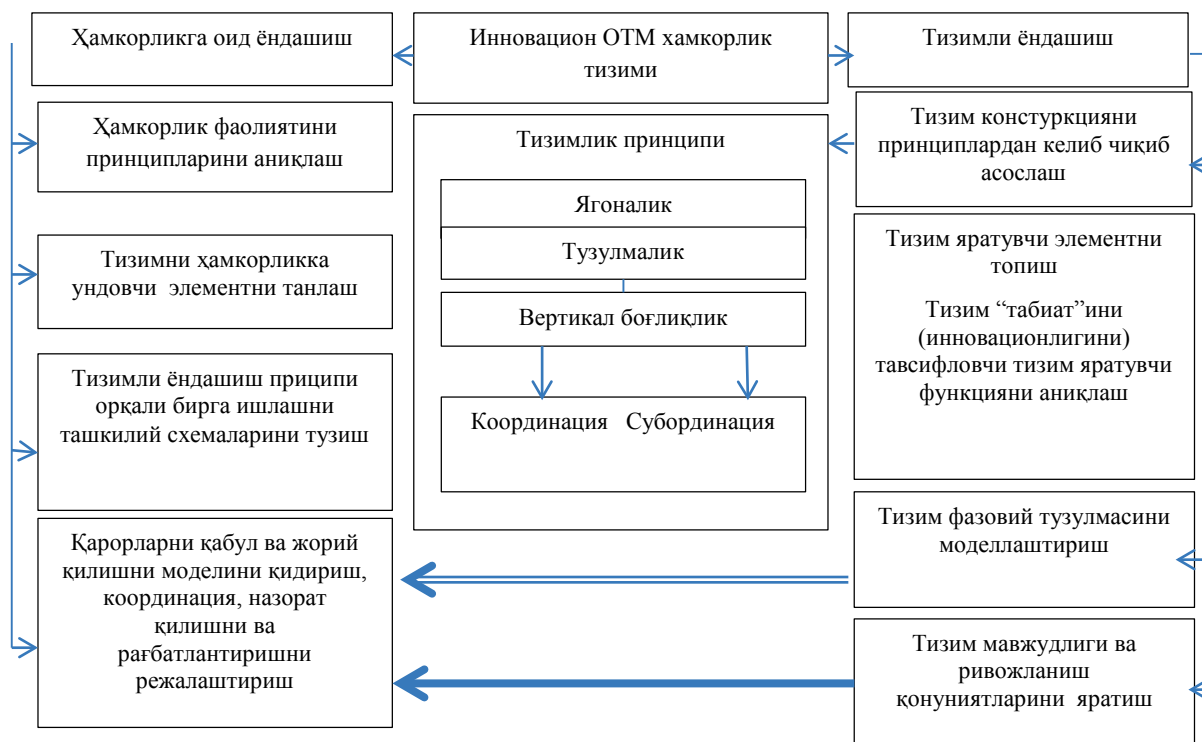 Ҳамкорликга оид ёндашиш
Инновацион ОТМ хамкорлик
тизими
Тизимли ёндашиш
Ҳамкорлик фаолиятини
принципларини аниқлаш
Тизимни ҳамкорликка
ундовчи элементни танлаш
Тизимли ёндашиш приципи
орқали бирга ишлашни
ташкилий схемаларини тузиш
Қарорларни қабул ва жорий
қилишни моделини қидириш,
координация, назорат
қилишни ва
рағбатлантиришни
режалаштириш
Тизимлик принципи
Ягоналик
Тузулмалик
Вертикал боғлиқлик
Координация Субординация
Тизим констуркцияни
принциплардан келиб чиқиб
асослаш
Тизим яратувчи элементни
топиш
Тизим “табиат”ини
(инновационлигини)
тавсифловчи тизим яратувчи
функцияни аниқлаш
Тизим фазовий тузулмасини
моделлаштириш
Тизим мавжудлиги ва
ривожланиш
қонуниятларини яратиш